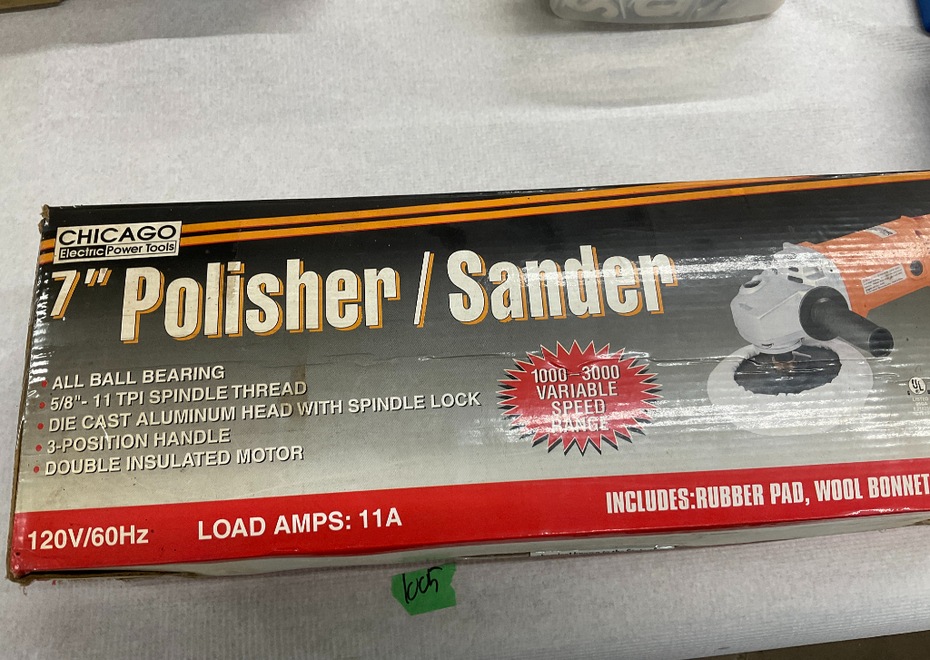 CHICAGO
Electric Power Tools
7" Polisher / Sander
• ALL BALL BEARING
• 5/8"- 11 TPI SPINDLE THREAD
• DIE CAST ALUMINUM HEAD WITH SPINDLE LOCK
• 3-POSITION HANDLE
• DOUBLE INSULATED MOTOR
1000-3000
VARIABLE
SPEED
RANGE
UL
INCLUDES:RUBBER PAD, WOOL BONNET
120V/60Hz LOAD AMPS: 11A
1005